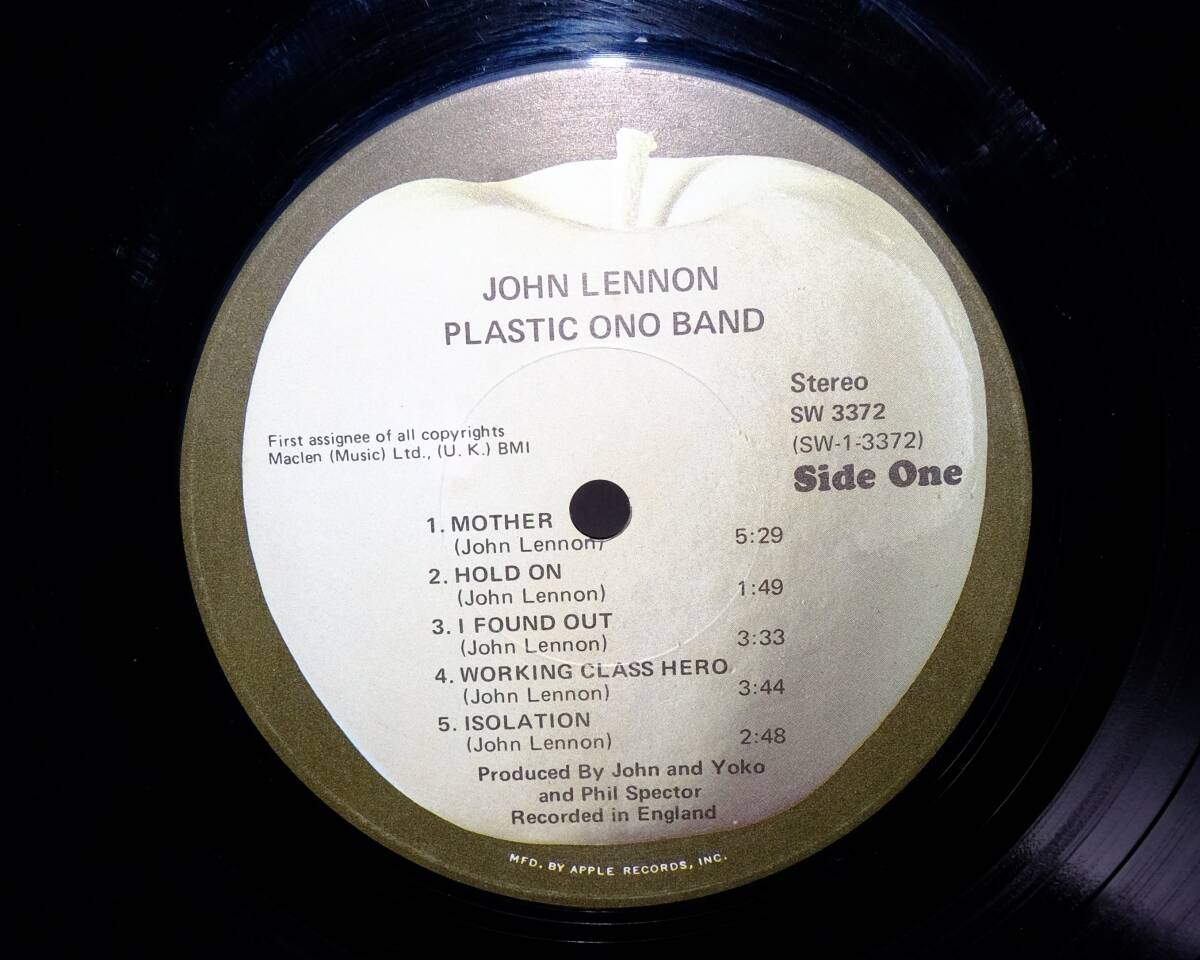 JOHN LENNON
PLASTIC ONO BAND
Stereo
SW 3372
(SW-1-3372)
Side One
First assignee of all copyrights
Maclen (Music) Ltd., (U. K.) BMI
1. MOTHER
(John Lennon) 5:29
2. HOLD ON
(John Lennon) 1:49
3. I FOUND OUT
(John Lennon) 3:33
4. WORKING CLASS HERO
(John Lennon) 3:44
5. ISOLATION
(John Lennon) 2:48
Produced By John and Yoko
and Phil Spector
Recorded in England
MFD. BY APPLE RECORDS, INC.